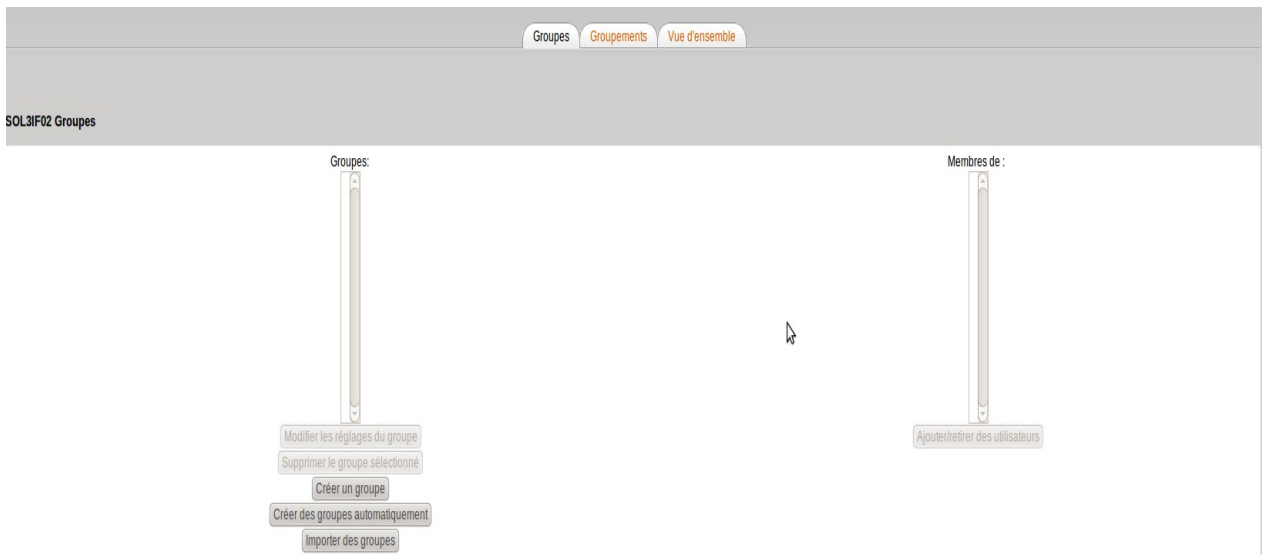 Groupes Groupements Vue d'ensemble
SOL3IF02 Groupes
Groupes:
Modifier les réglages du groupe
Supprimer le groupe sélectionné
Créer un groupe
Créer des groupes automatiquement
Importer des groupes
Membres de :
Ajouter/retirer des utilisateurs